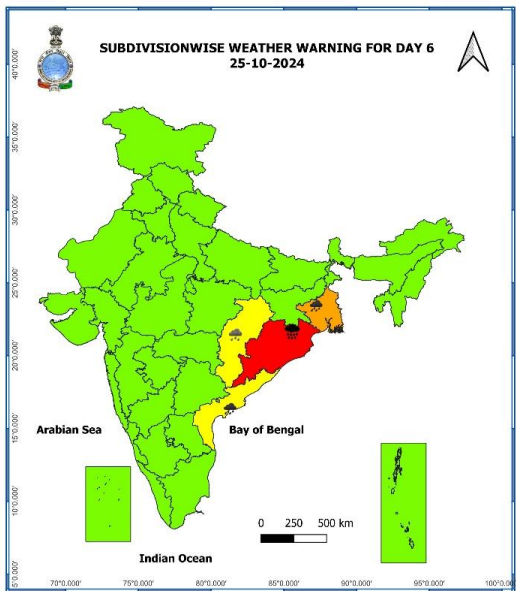 SUBDIVISIONWISE WEATHER WARNING FOR DAY 6
25-10-2024
40°0.000'
35°0.000'
30°0.000'
25°0.000'
20°0.000'
15°0.000'
10°0.000'
5°0.000'
Arabian Sea
Bay of Bengal
0 250 500 km
Indian Ocean
70°0.000' 75°0.000' 80°0.000' 85°0.000' 90°0.000' 95°0.000' 100°0.000'